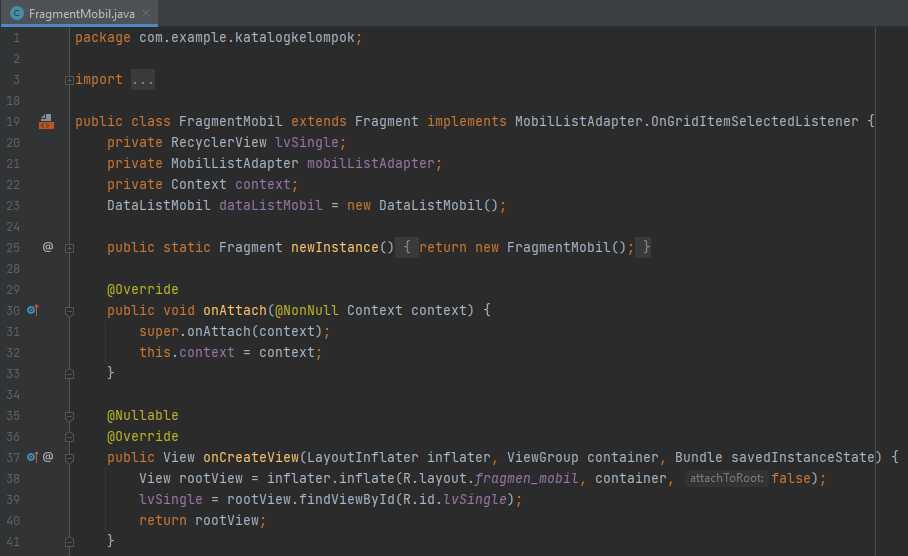 FragmentMobil.java
1 package com.example.katalogkelompok;
2
3 import ...
18
19 public class FragmentMobil extends Fragment implements MobilListAdapter.OnGridItemSelectedListener {
20     private RecyclerView lvSingle;
21     private MobilListAdapter mobilListAdapter;
22     private Context context;
23     DataListMobil dataListMobil = new DataListMobil();
24
25 @     public static Fragment newInstance() { return new FragmentMobil(); }
28
29     @Override
30     public void onAttach(@NonNull Context context) {
31         super.onAttach(context);
32         this.context = context;
33     }
34
35     @Nullable
36     @Override
37 @     public View onCreateView(LayoutInflater inflater, ViewGroup container, Bundle savedInstanceState) {
38         View rootView = inflater.inflate(R.layout.fragmen_mobil, container, attachToRoot: false);
39         lvSingle = rootView.findViewById(R.id.lvSingle);
40         return rootView;
41     }